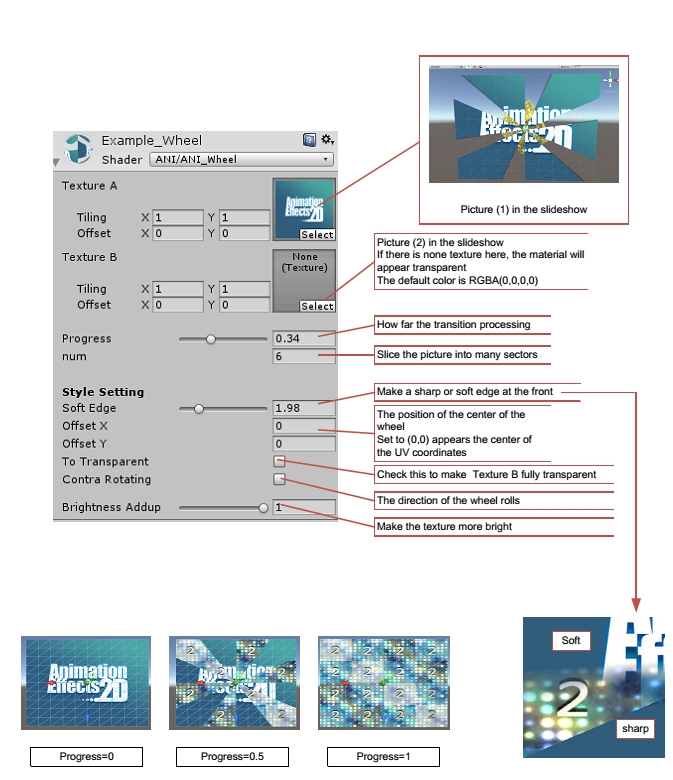 Example_Wheel
Shader ANI/ANI_Wheel
Texture A
Tiling X 1 Y 1
Offset X 0 Y 0
Animation
Effects2D
Select
Texture B
None
(Texture)
Tiling X 1 Y 1
Offset X 0 Y 0
Select
Progress 0.34
num 6
Style Setting
Soft Edge 1.98
Offset X 0
Offset Y 0
To Transparent
Contra Rotating
Brightness Addup 1
Animation
Effects2D
Picture (1) in the slideshow
Picture (2) in the slideshow
If there is none texture here, the material will
appear transparent
The default color is RGBA(0,0,0,0)
How far the transition processing
Slice the picture into many sectors
Make a sharp or soft edge at the front
The position of the center of the
wheel
Set to (0,0) appears the center of
the UV coordinates
Check this to make Texture B fully transparent
The direction of the wheel rolls
Make the texture more bright
Animation
Effects2D
Progress=0
Progress=0.5
Progress=1
Soft
2
sharp